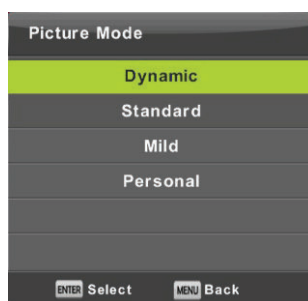 Picture Mode
Dynamic
Standard
Mild
Personal
ENTER Select MENU Back